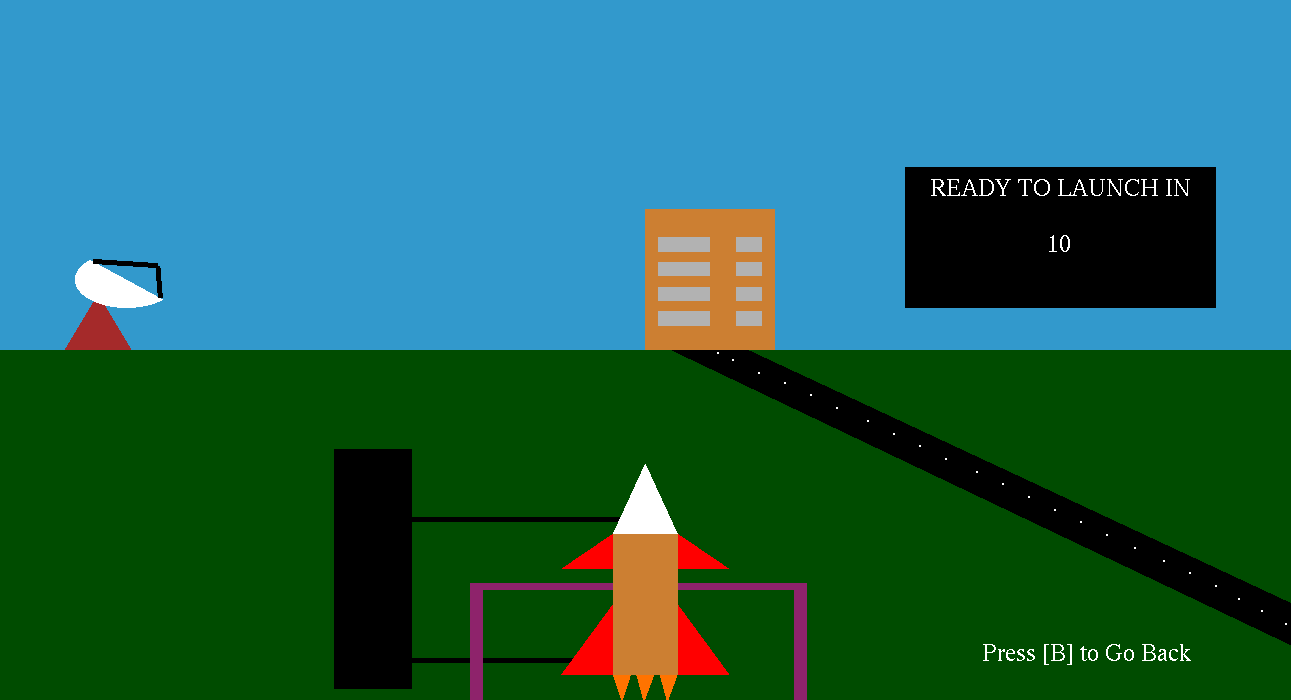 READY TO LAUNCH IN
10
Press [B] to Go Back